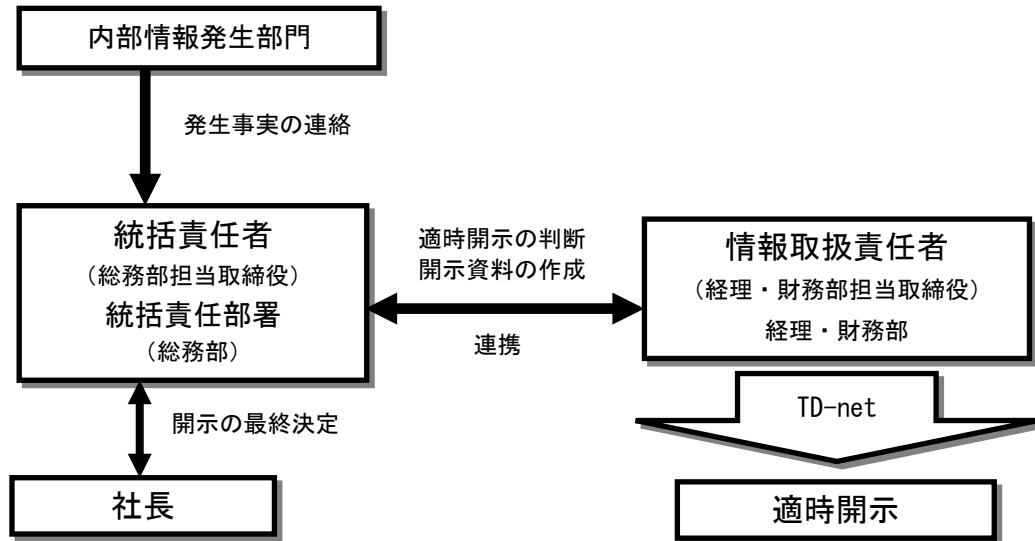 内部情報発生部門
発生事実の連絡
統括責任者
（総務部担当取締役）
統括責任部署
（総務部）
適時開示の判断
開示資料の作成
連携
情報取扱責任者
（経理・財務部担当取締役）
経理・財務部
開示の最終決定
TD-net
社長
適時開示